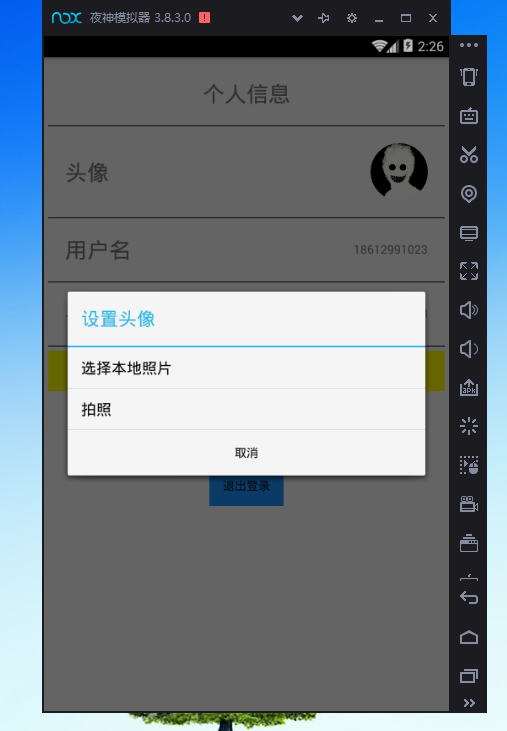 nox 夜神模拟器 3.8.3.0
2:26
个人信息
头像
用户名
18612991023
设置头像
选择本地照片
拍照
取消
退出登录